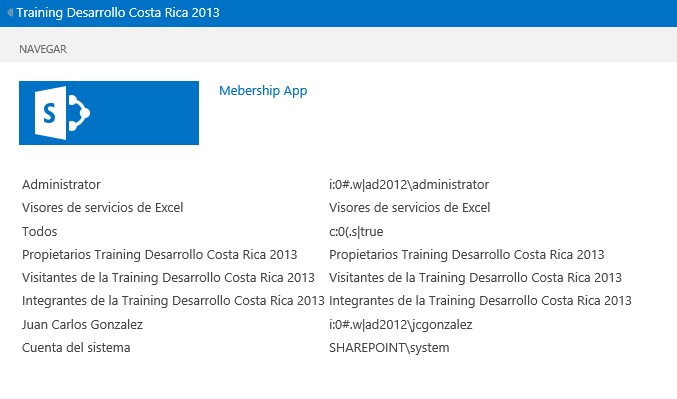 Training Desarrollo Costa Rica 2013
NAVEGAR
S
Mebership App
Administrator i:0#.w|ad2012\administrator
Visores de servicios de Excel Visores de servicios de Excel
Todos c:0(.s|true
Propietarios Training Desarrollo Costa Rica 2013 Propietarios Training Desarrollo Costa Rica 2013
Visitantes de la Training Desarrollo Costa Rica 2013 Visitantes de la Training Desarrollo Costa Rica 2013
Integrantes de la Training Desarrollo Costa Rica 2013 Integrantes de la Training Desarrollo Costa Rica 2013
Juan Carlos Gonzalez i:0#.w|ad2012\jcgonzalez
Cuenta del sistema SHAREPOINT\system